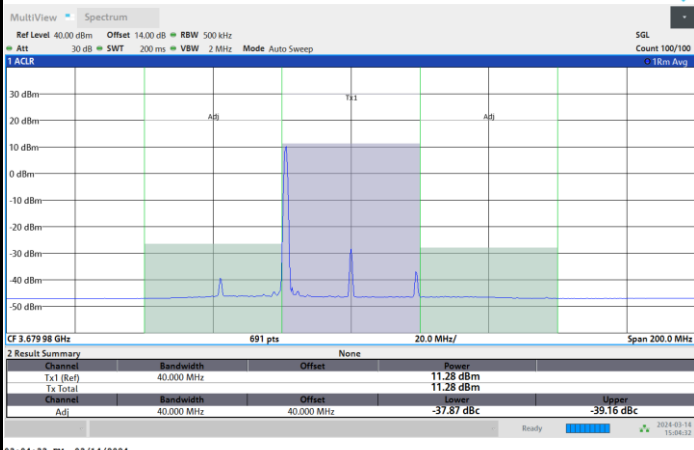 MultiView Spectrum
Ref Level 40.00 dBm Offset 14.00 dB RBW 500 kHz SGL
Att 30 dB SWT 200 ms VBW 2 MHz Mode Auto Sweep Count 100/100
1 ACLR 1Rm Avg
30 dBm
Tx1
20 dBm
Adj Adj
10 dBm
0 dBm
-10 dBm
-20 dBm
-30 dBm
-40 dBm
-50 dBm
CF 3.67998 GHz 691 pts 20.0 MHz/ Span 200.0 MHz
2 Result Summary None
Channel Bandwidth Offset Power
Tx1 (Ref) 40.000 MHz 11.28 dBm
Tx Total 11.28 dBm
Channel Bandwidth Offset Lower Upper
Adj 40.000 MHz 40.000 MHz -37.87 dBc -39.16 dBc
Ready 2024-03-14
15:04:32